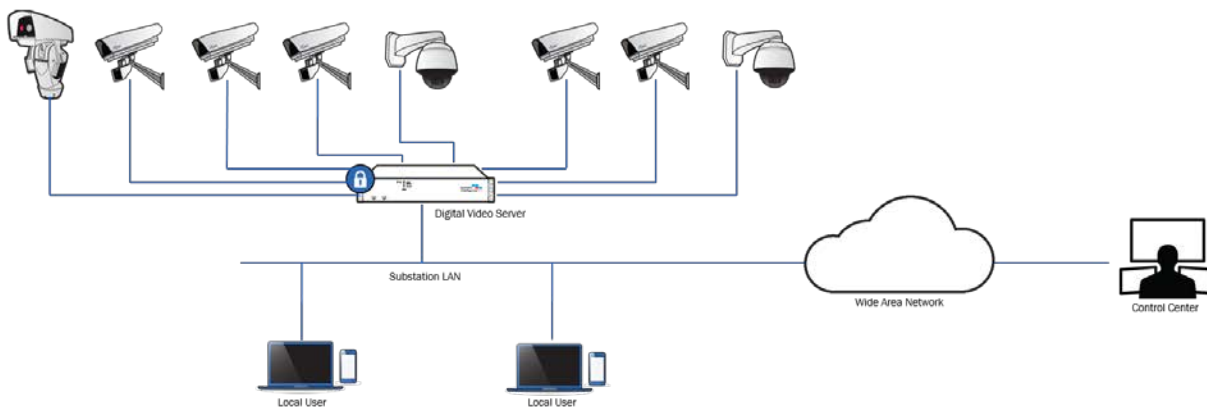 Digital Video Server
Substation LAN
Wide Area Network
Control Center
Local User
Local User